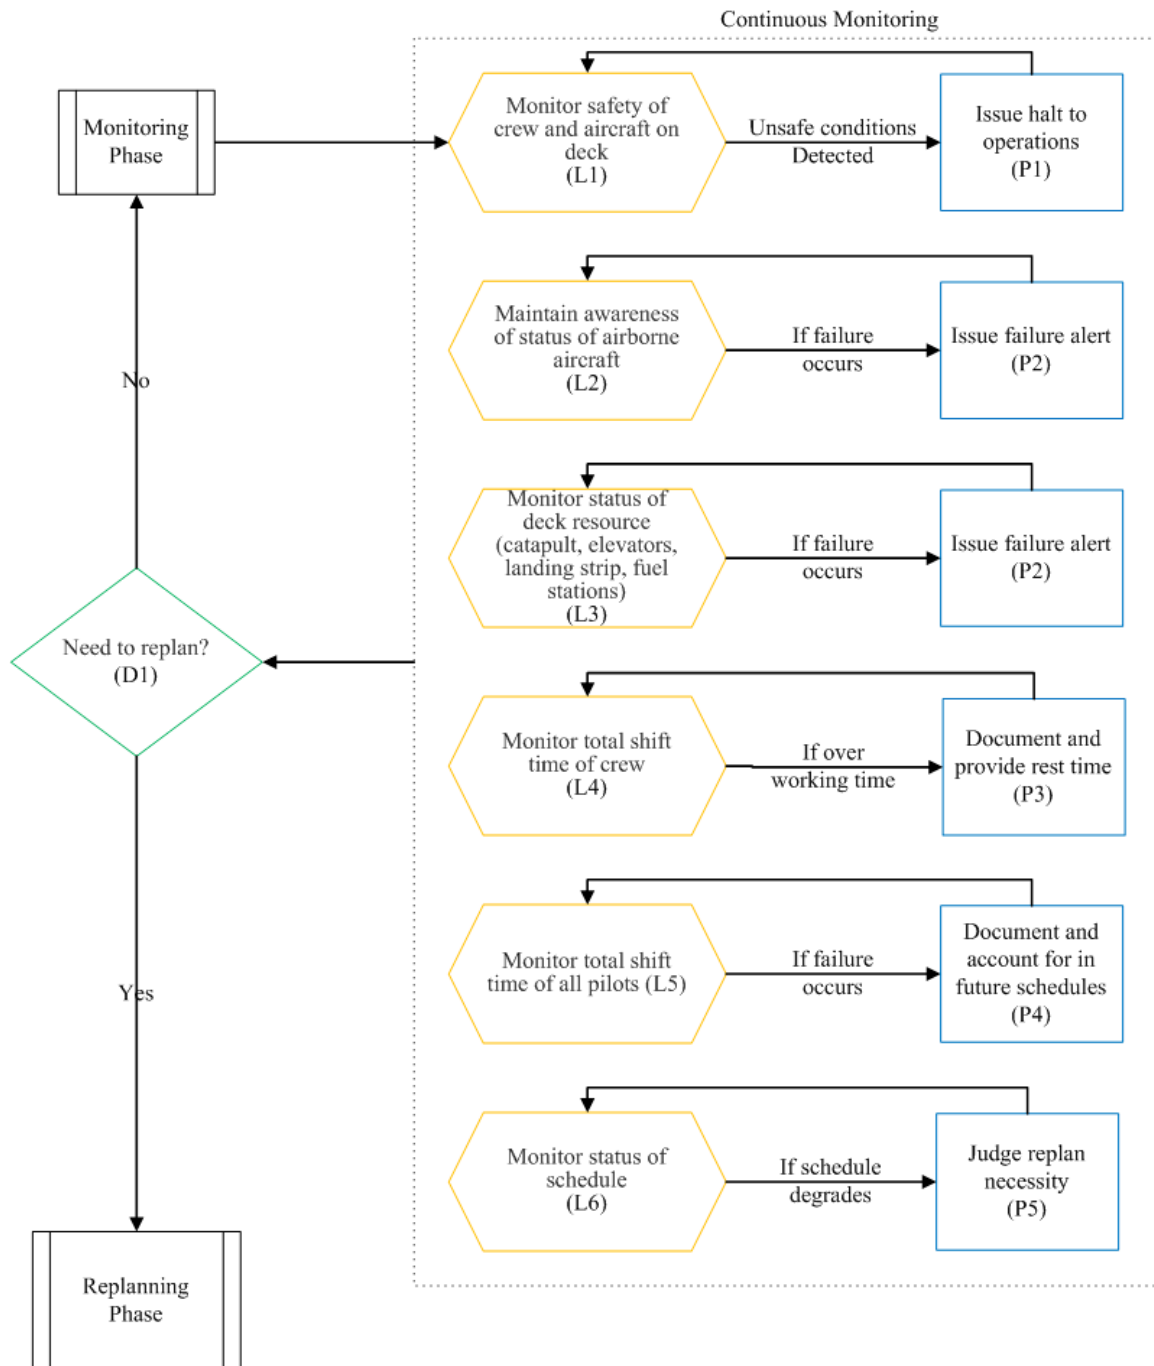 Continuous Monitoring
Monitoring
Phase
Monitor safety of
crew and aircraft on
deck
(L1)
Unsafe conditions
Detected
Issue halt to
operations
(P1)
Maintain awareness
of status of airborne
aircraft
(L2)
If failure
occurs
Issue failure alert
(P2)
No
Monitor status of
deck resource
(catapult, elevators,
landing strip, fuel
stations)
(L3)
If failure
occurs
Issue failure alert
(P2)
Need to replan?
(D1)
Monitor total shift
time of crew
(L4)
If over
working time
Document and
provide rest time
(P3)
Yes
Monitor total shift
time of all pilots (L5)
If failure
occurs
Document and
account for in
future schedules
(P4)
Monitor status of
schedule
(L6)
If schedule
degrades
Judge replan
necessity
(P5)
Replanning
Phase